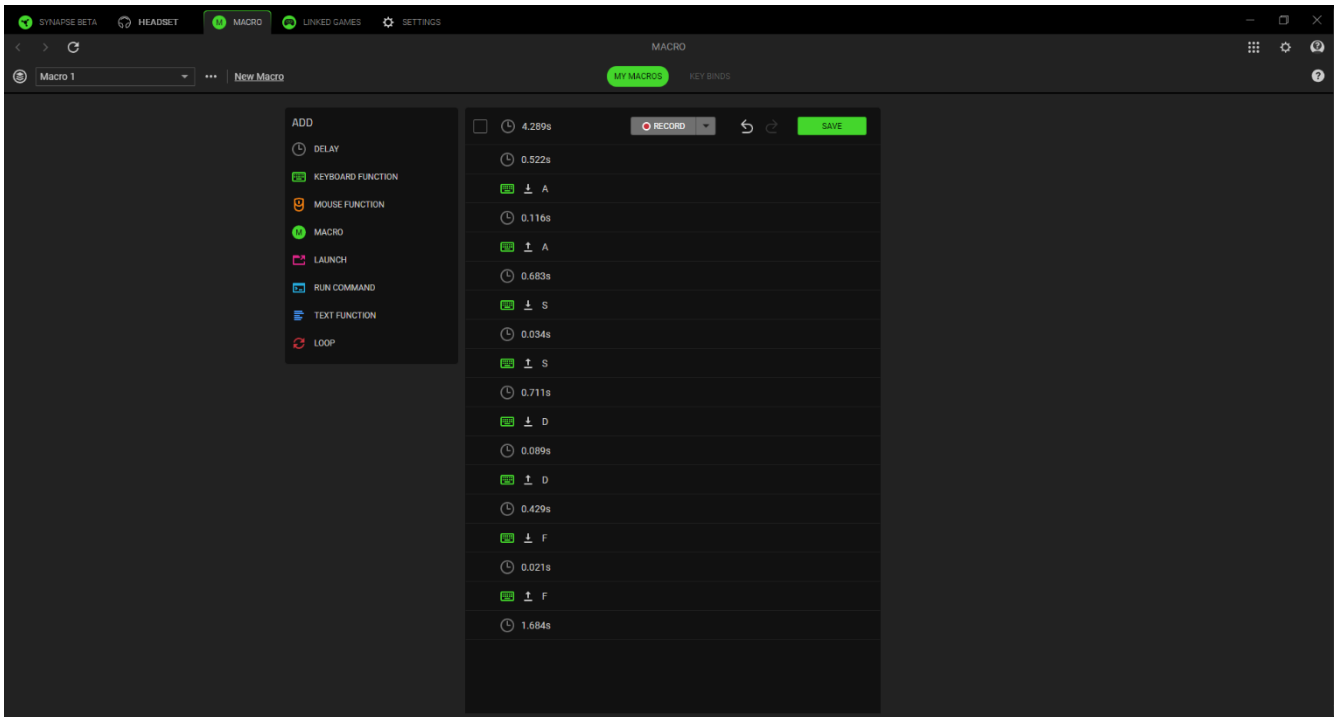 SYNAPSE BETA HEADSET M MACRO LINKED GAMES SETTINGS
MACRO
Macro 1 ... New Macro MY MACROS KEY BINDS ?
ADD
DELAY
KEYBOARD FUNCTION
MOUSE FUNCTION
M MACRO
LAUNCH
RUN COMMAND
TEXT FUNCTION
LOOP
4.289s RECORD SAVE
0.522s
A
0.116s
A
0.683s
S
0.034s
S
0.711s
D
0.089s
D
0.429s
F
0.021s
F
1.684s